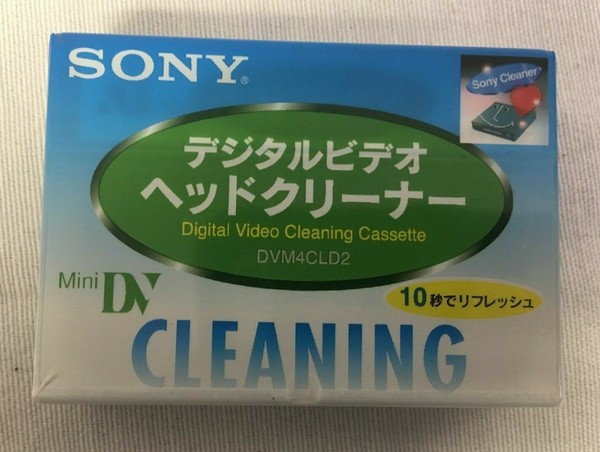 SONY®
Sony Cleaner
デジタルビデオ
ヘッドクリーナー
Digital Video Cleaning Cassette
DVM4CLD2
Mini DV
10秒でリフレッシュ
CLEANING